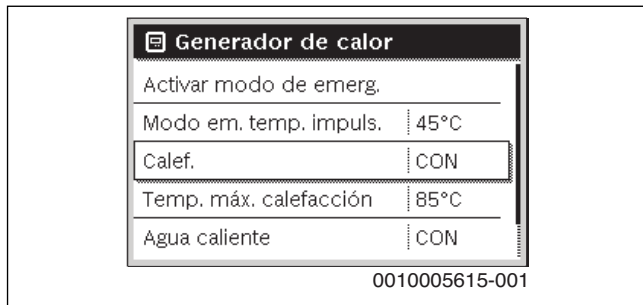 Generador de calor
Activar modo de emerg.
Modo em. temp. impuls. 45°C
Calef. CON
Temp. máx. calefacción 85°C
Agua caliente CON
0010005615-001